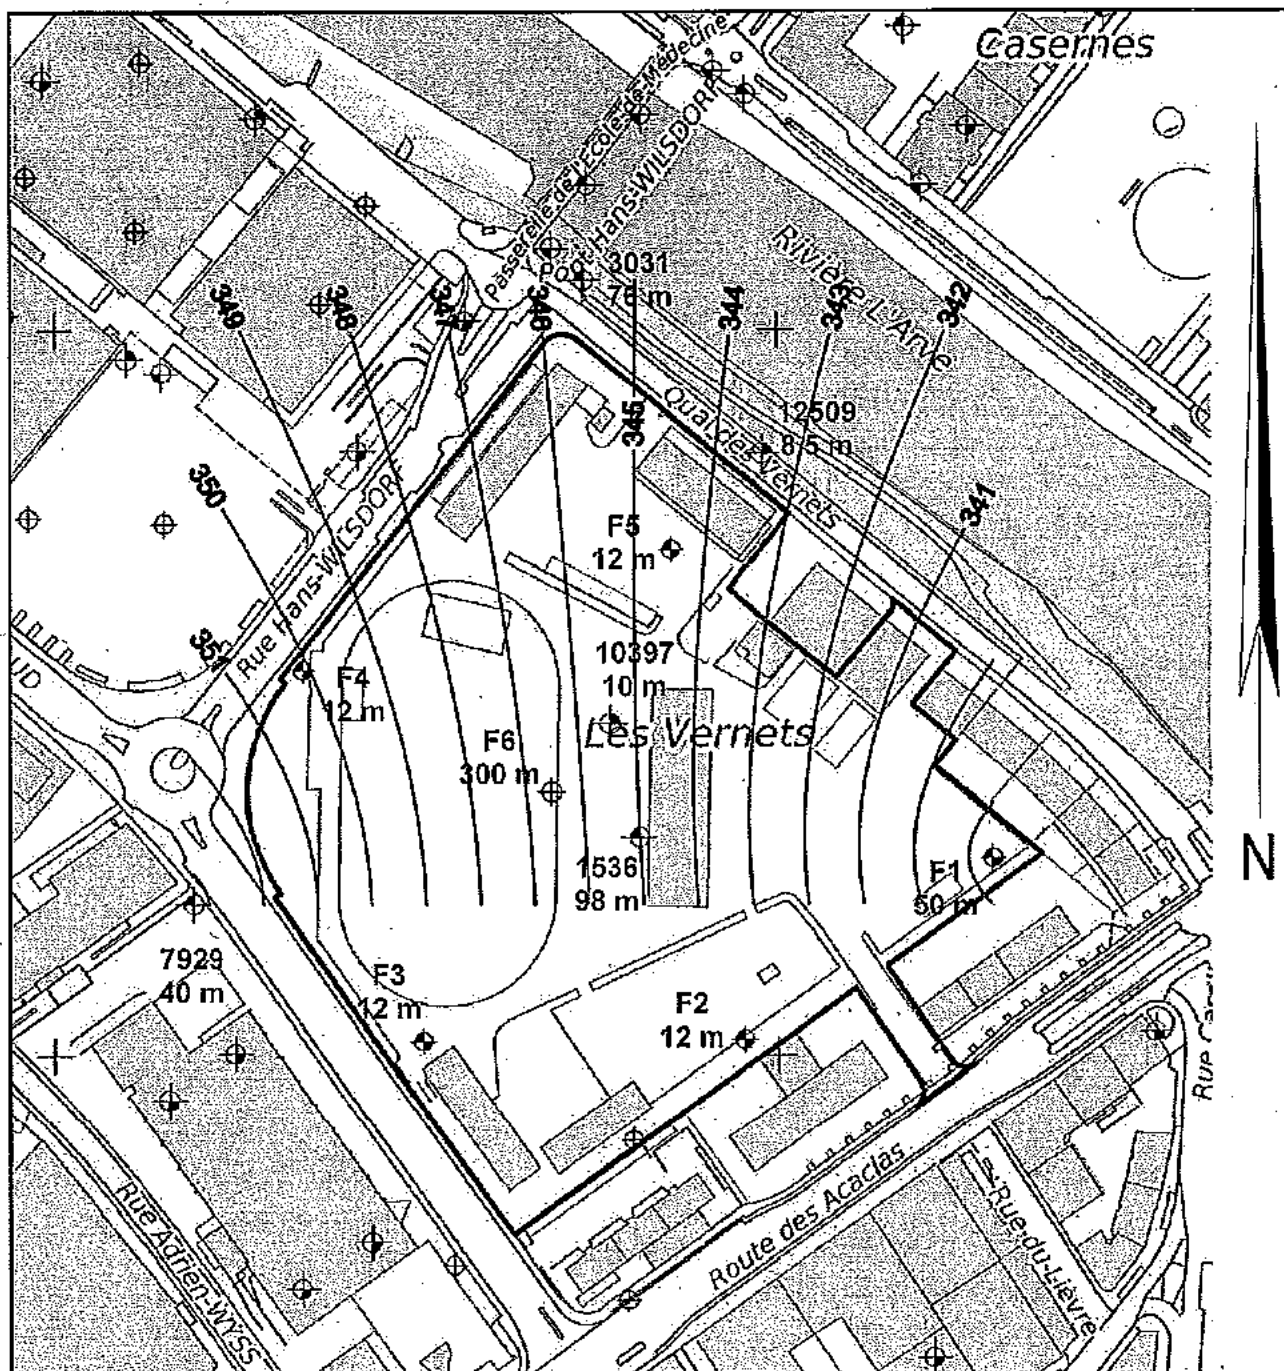 Casernes
Passerelle-de-l'Ecole-de-Médecine
Pont-Hans-WILSDORF
Rivière L'Arve
3031
76 m
349
348
347
346
344
343
342
345
Quai des Vernets
12509
8.5 m
350
341
Rue Hans-WILSDORF
F5
12 m
10397
10 m
F4
12 m
Les Vernets
F6
300 m
1536
98 m
F1
50 m
N
7929
40 m
F3
12 m
F2
12 m
Rue Adrien-WYSS
Route des Acacias
Rue-du-Lièvre